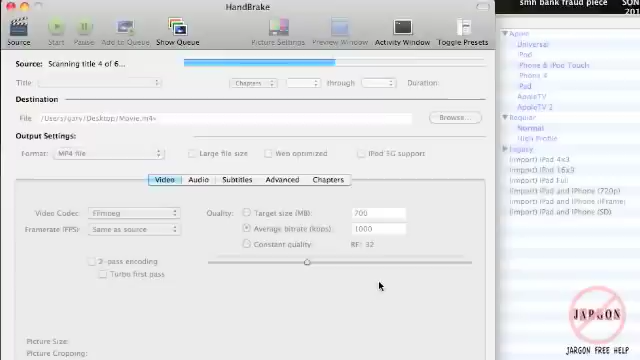 smh bank fraud piece
SON
201
HandBrake
Source
Start
Pause
Add to Queue
Show Queue
Picture Settings
Preview Window
Activity Window
Toggle Presets
Source: Scanning title 4 of 6...
Title:
Chapters
through
Duration:
Destination
File
/Users/gary/Desktop/Movie.m4v
Browse...
Output Settings:
Format: MP4 file
Large file size
Web optimized
iPod 5G support
Video
Audio
Subtitles
Advanced
Chapters
Video Codec: FFmpeg
Framerate (FPS): Same as source
2-pass encoding
Turbo first pass
Quality:
Target size (MB): 700
Average bitrate (kbps): 1000
Constant quality: RF: 32
Picture Size:
Picture Cropping:
Apple
Universal
iPod
iPhone & iPod Touch
iPhone 4
iPad
AppleTV
AppleTV 2
Regular
Normal
High Profile
Legacy
(import) iPad 4x3
(import) iPad 16x9
(import) iPad Full
(import) iPad and iPhone (720p)
(import) iPad and iPhone (iFrame)
(import) iPad and iPhone (SD)
JARGON
JARGON FREE HELP